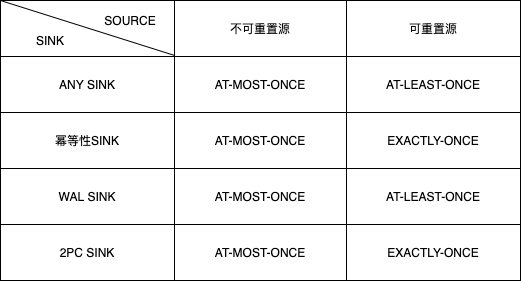 SOURCE
SINK
不可重置源
可重置源
ANY SINK
AT-MOST-ONCE
AT-LEAST-ONCE
幂等性SINK
AT-MOST-ONCE
EXACTLY-ONCE
WAL SINK
AT-MOST-ONCE
AT-LEAST-ONCE
2PC SINK
AT-MOST-ONCE
EXACTLY-ONCE